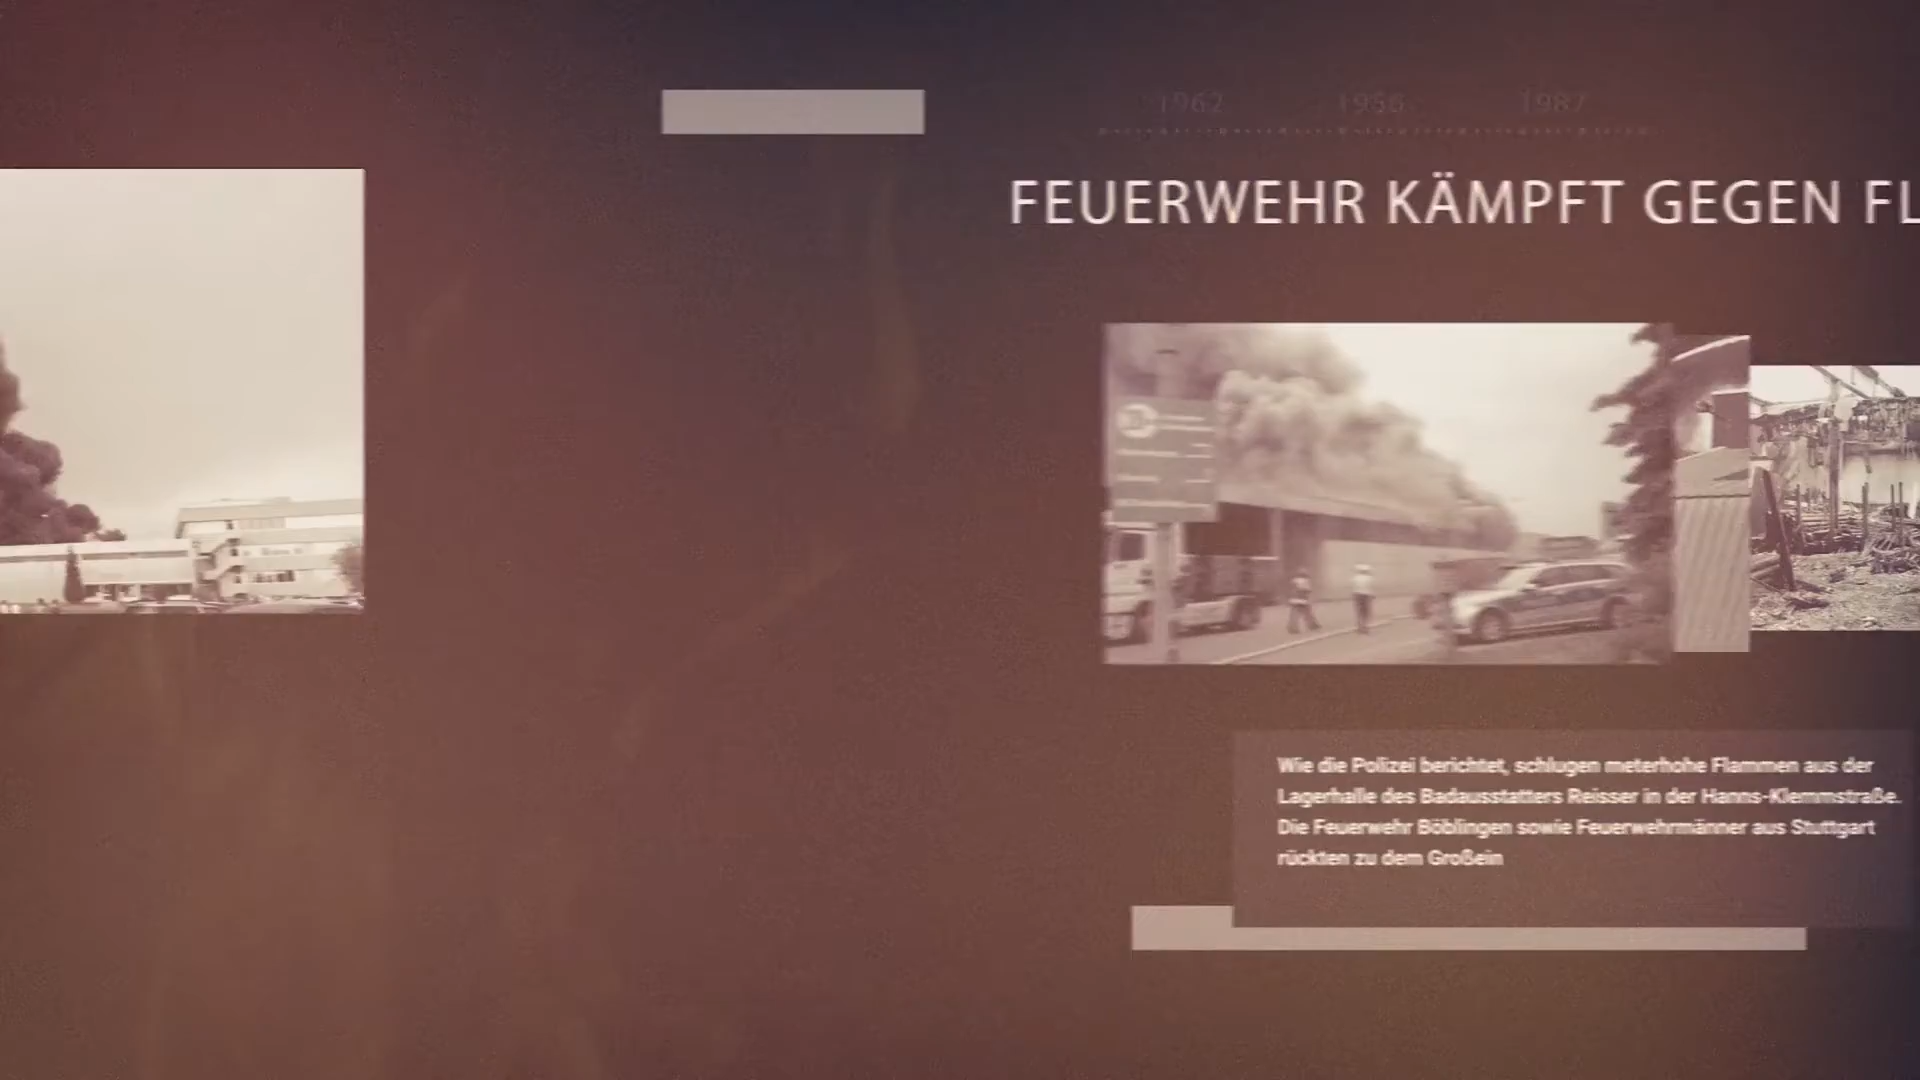 1962 1956 1987
FEUERWEHR KÄMPFT GEGEN FL
Wie die Polizei berichtet, schlugen meterhohe Flammen aus der
Lagerhalle des Badausstatters Reisser in der Hanns-Klemmstraße.
Die Feuerwehr Böblingen sowie Feuerwehrmänner aus Stuttgart
rückten zu dem Großein